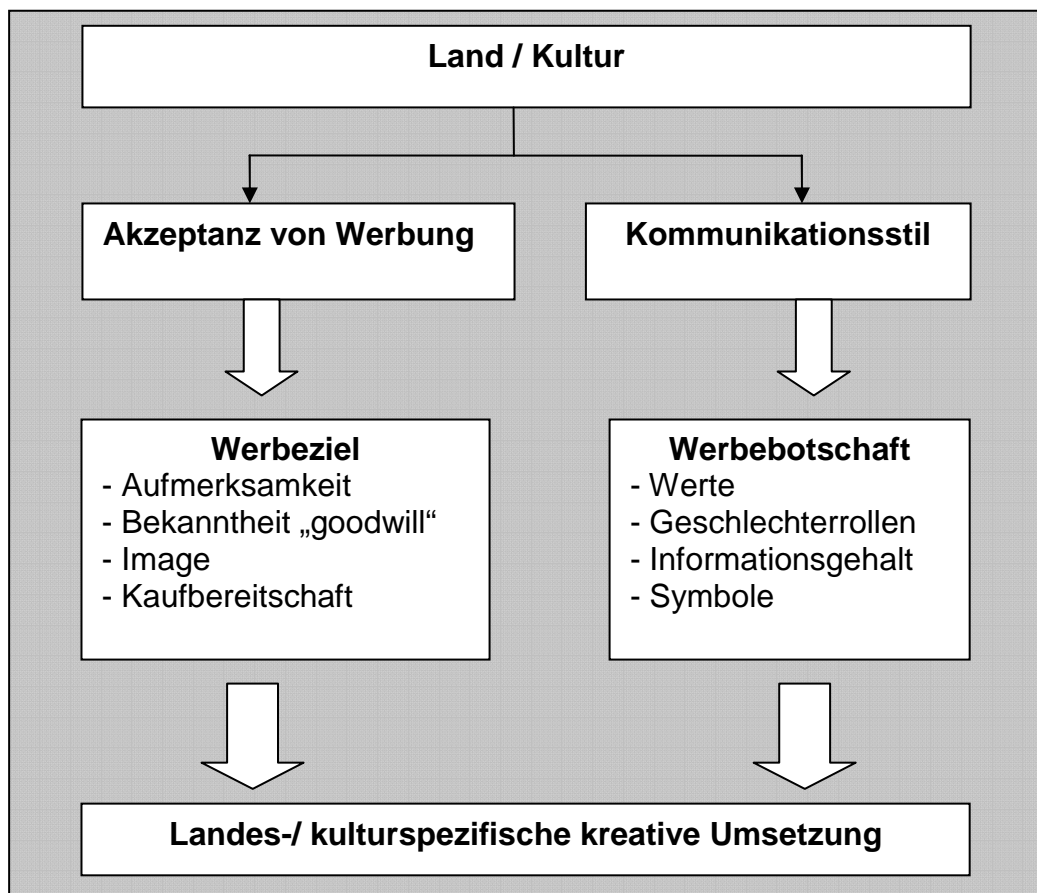 Land / Kultur
Akzeptanz von Werbung
Kommunikationsstil
Werbeziel
- Aufmerksamkeit
- Bekanntheit „goodwill“
- Image
- Kaufbereitschaft
Werbebotschaft
- Werte
- Geschlechterrollen
- Informationsgehalt
- Symbole
Landes-/ kulturspezifische kreative Umsetzung